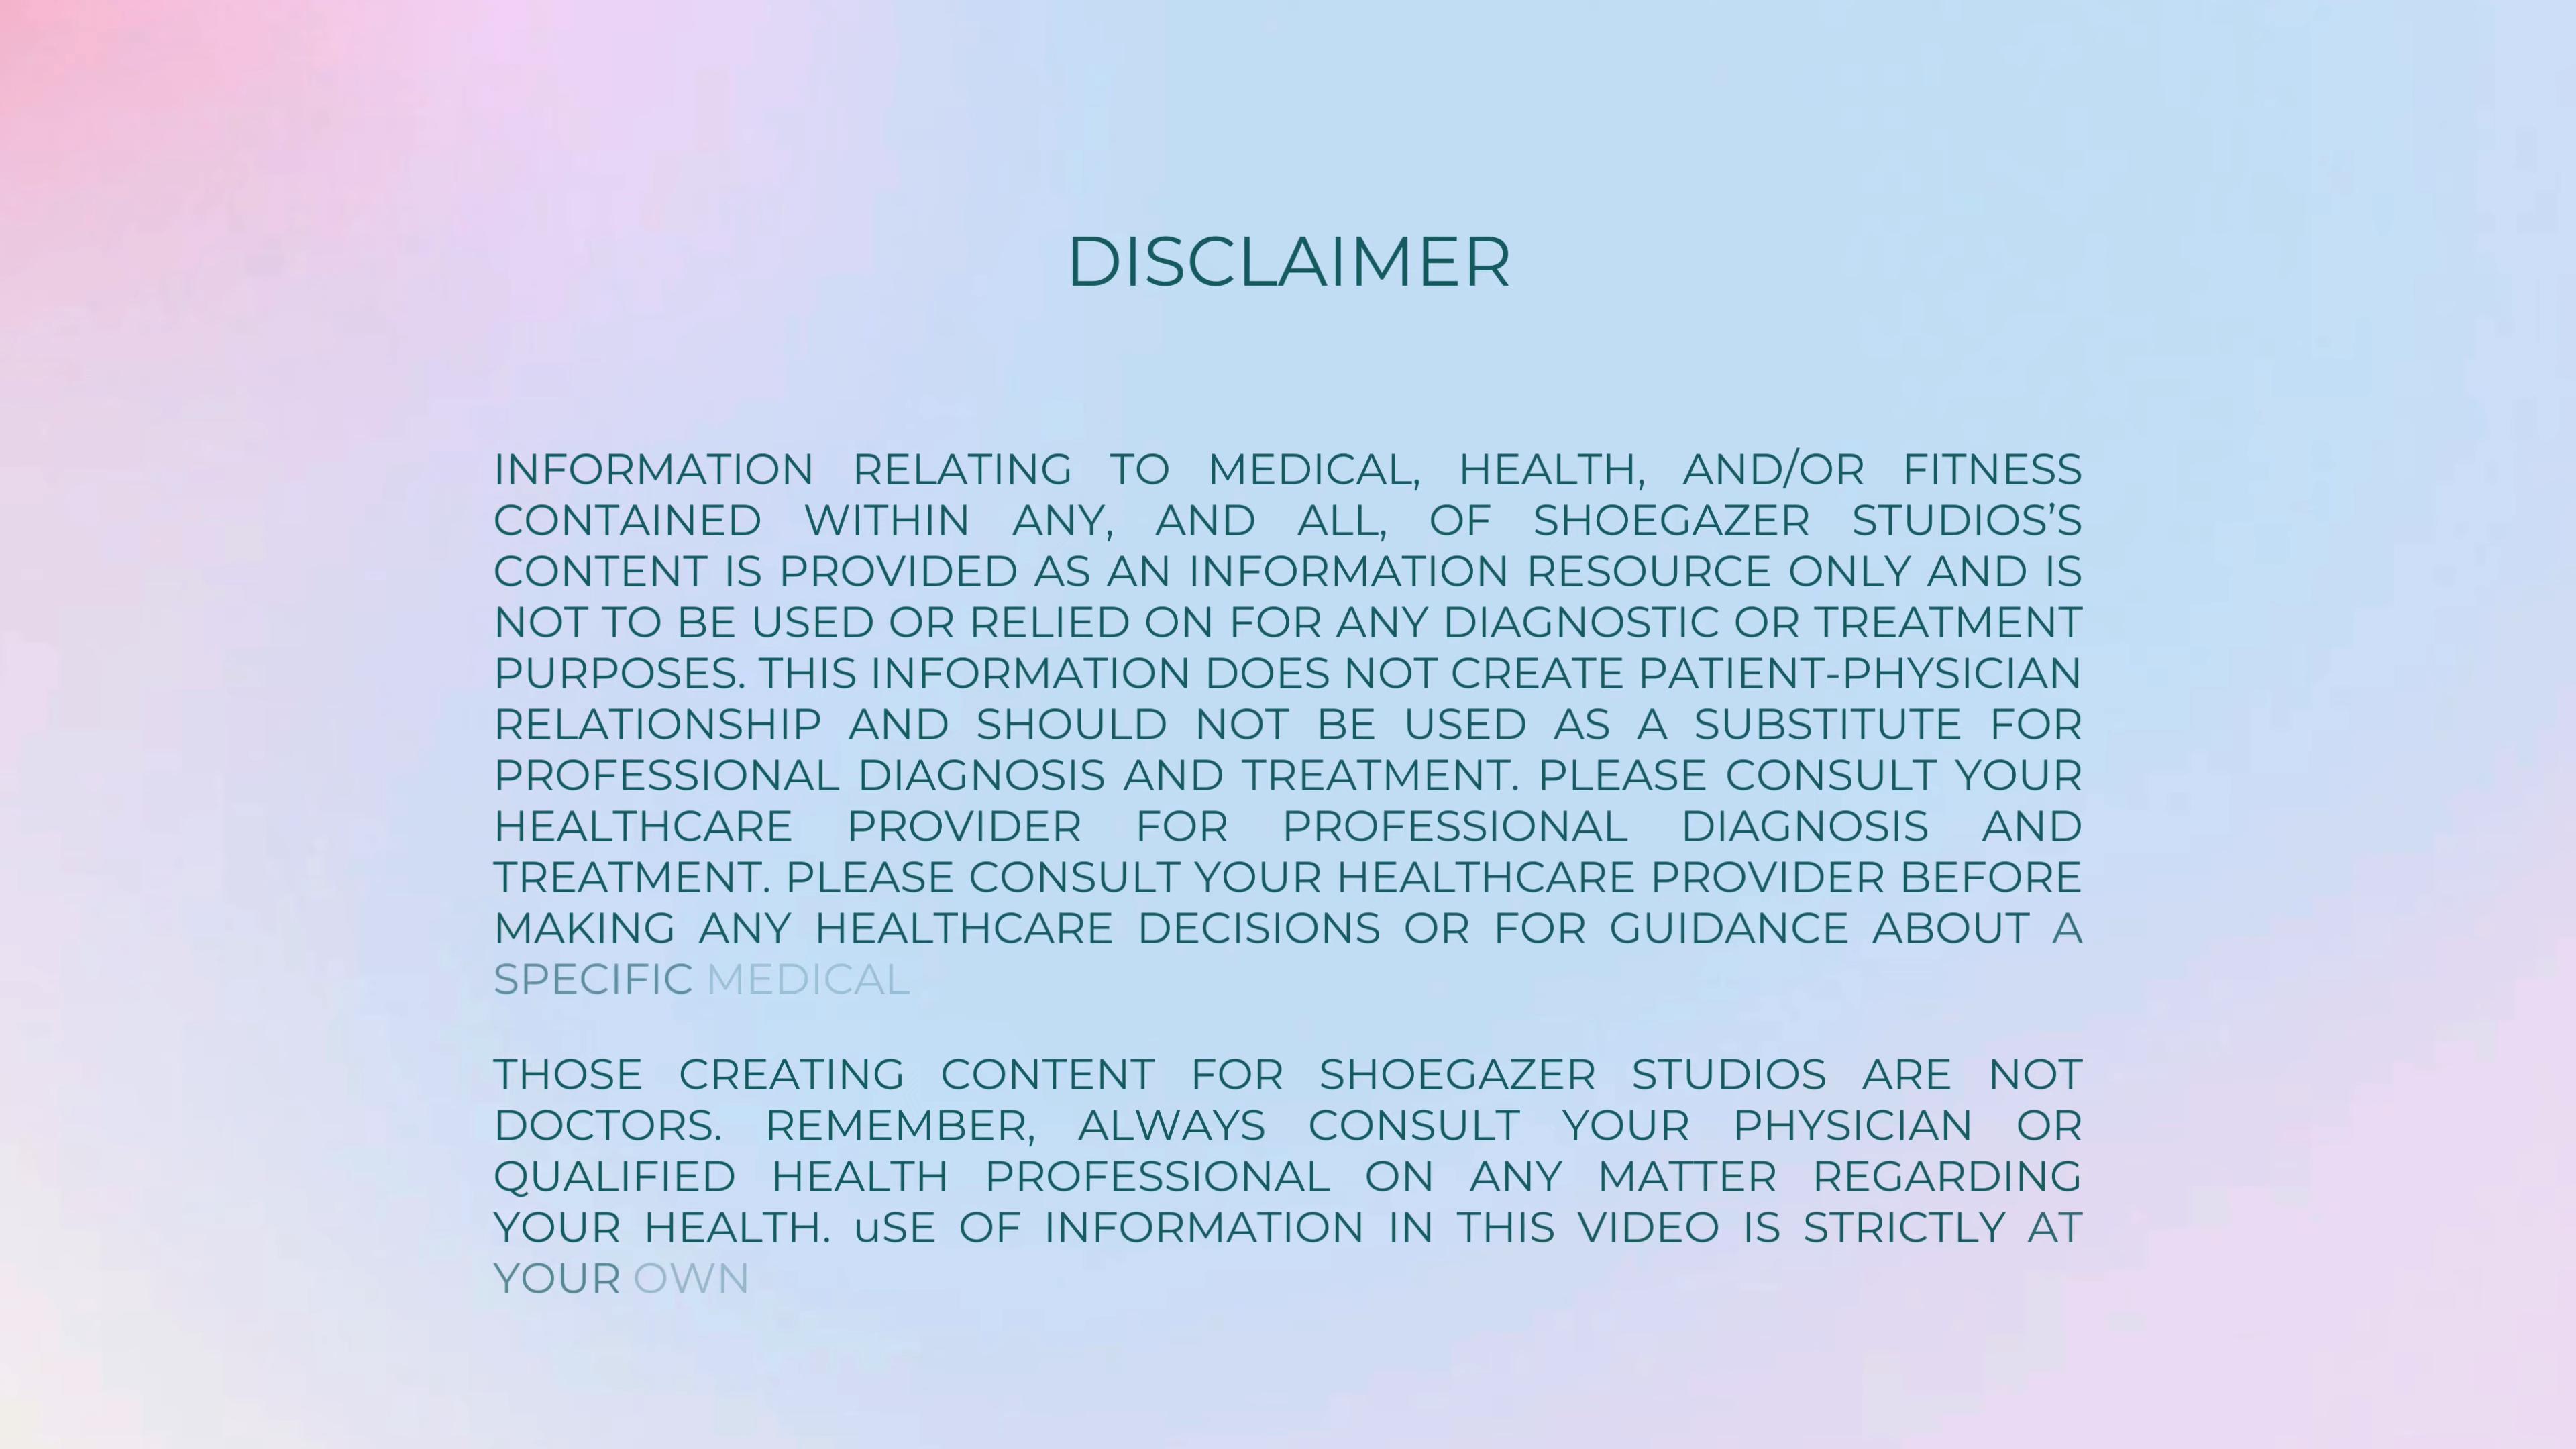 DISCLAIMER
INFORMATION RELATING TO MEDICAL, HEALTH, AND/OR FITNESS
CONTAINED WITHIN ANY, AND ALL, OF SHOEGAZER STUDIOS’S
CONTENT IS PROVIDED AS AN INFORMATION RESOURCE ONLY AND IS
NOT TO BE USED OR RELIED ON FOR ANY DIAGNOSTIC OR TREATMENT
PURPOSES. THIS INFORMATION DOES NOT CREATE PATIENT-PHYSICIAN
RELATIONSHIP AND SHOULD NOT BE USED AS A SUBSTITUTE FOR
PROFESSIONAL DIAGNOSIS AND TREATMENT. PLEASE CONSULT YOUR
HEALTHCARE PROVIDER FOR PROFESSIONAL DIAGNOSIS AND
TREATMENT. PLEASE CONSULT YOUR HEALTHCARE PROVIDER BEFORE
MAKING ANY HEALTHCARE DECISIONS OR FOR GUIDANCE ABOUT A
SPECIFIC MEDICAL
THOSE CREATING CONTENT FOR SHOEGAZER STUDIOS ARE NOT
DOCTORS. REMEMBER, ALWAYS CONSULT YOUR PHYSICIAN OR
QUALIFIED HEALTH PROFESSIONAL ON ANY MATTER REGARDING
YOUR HEALTH. uSE OF INFORMATION IN THIS VIDEO IS STRICTLY AT
YOUR OWN